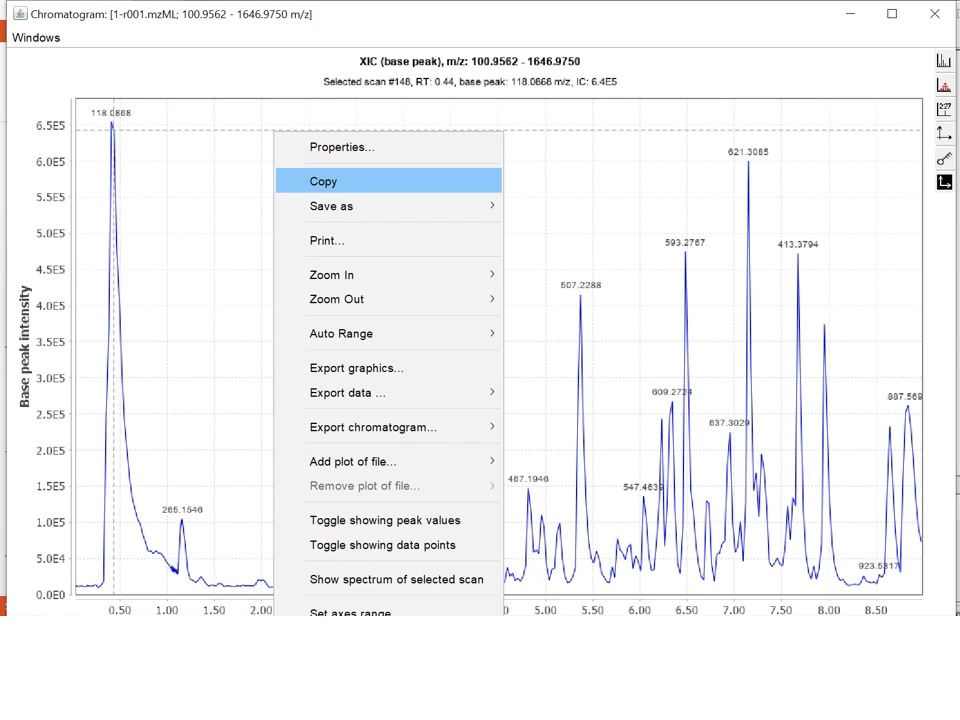 Chromatogram: [1-r001.mzML; 100.9562 - 1646.9750 m/z]
Windows
XIC (base peak), m/z: 100.9562 - 1646.9750
Selected scan #148, RT: 0.44, base peak: 118.0868 m/z, IC: 6.4E5
Base peak intensity
6.5E5
6.0E5
5.5E5
5.0E5
4.5E5
4.0E5
3.5E5
3.0E5
2.5E5
2.0E5
1.5E5
1.0E5
5.0E4
0.0E0
118.0868
265.1546
Properties...
Copy
Save as
Print...
Zoom In
Zoom Out
Auto Range
Export graphics...
Export data ...
Export chromatogram...
Add plot of file...
Remove plot of file...
Toggle showing peak values
Toggle showing data points
Show spectrum of selected scan
Set axes range
467.1946
507.2288
547.4639
609.2724
593.2767
637.3029
621.3085
413.3794
923.5317
887.569
227
0.50 1.00 1.50 2.00 0 5.00 5.50 6.00 6.50 7.00 7.50 8.00 8.50